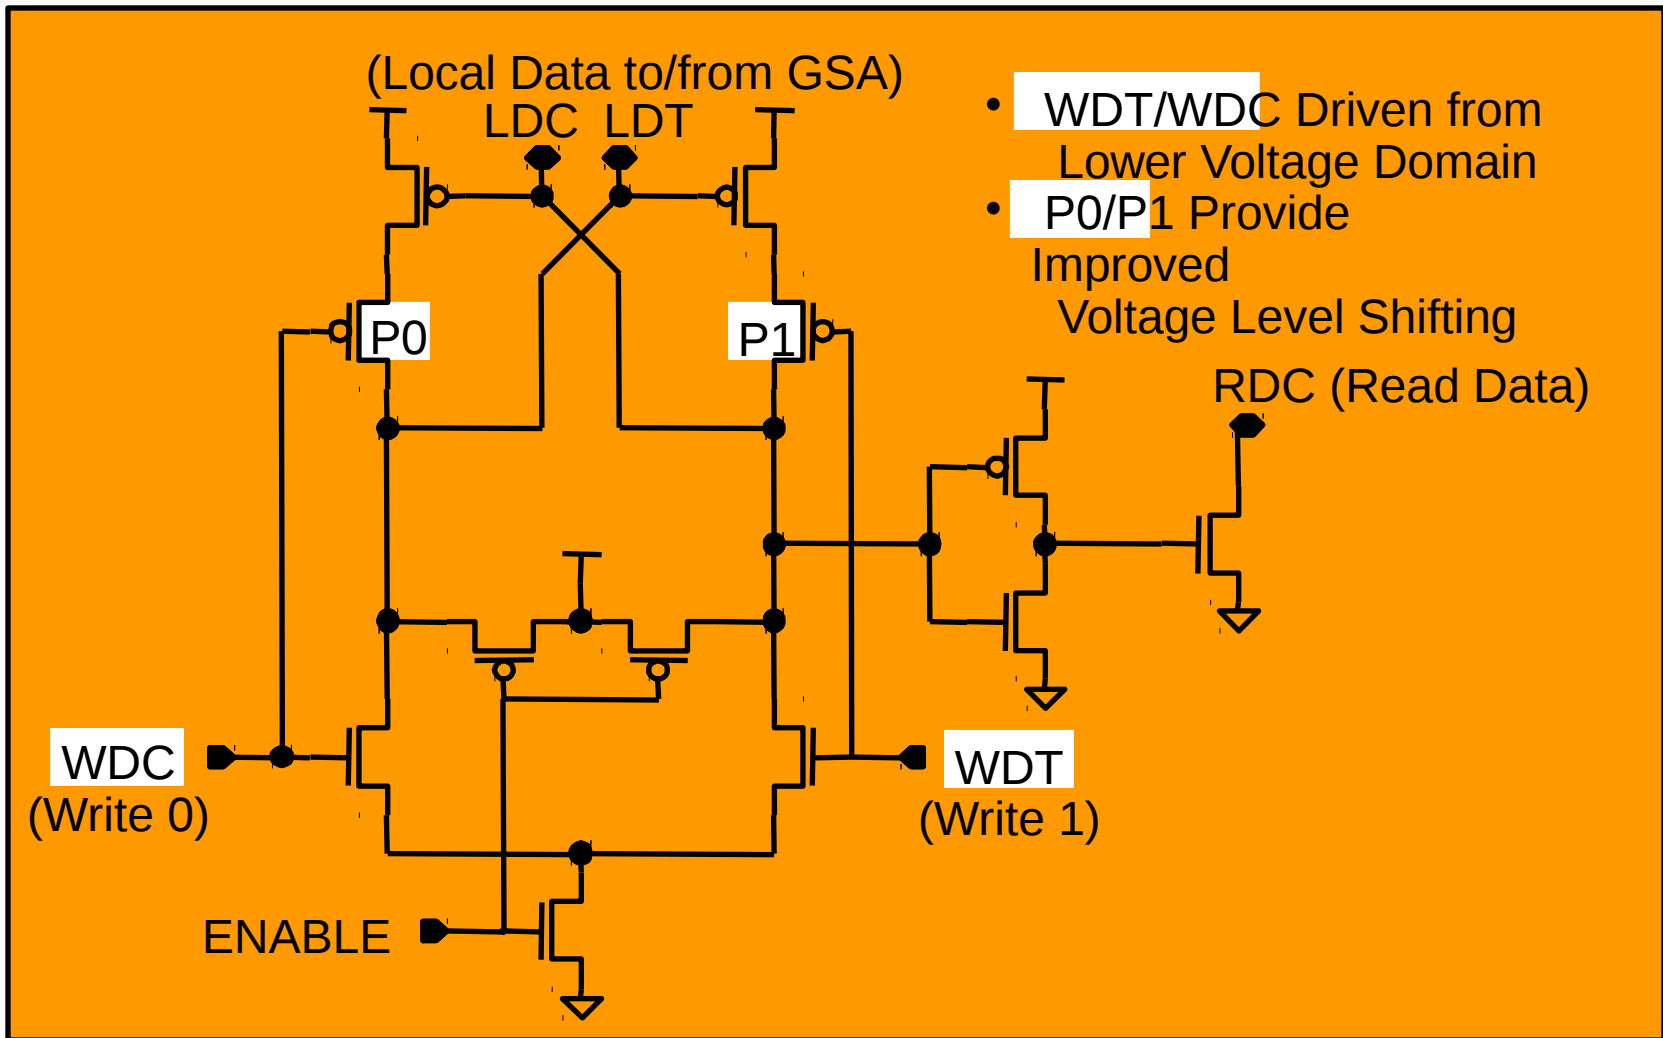 (Local Data to/from GSA)
LDC LDT
• WDT/WDC Driven from
Lower Voltage Domain
• P0/P1 Provide
Improved
Voltage Level Shifting
P0
P1
RDC (Read Data)
WDC
(Write 0)
WDT
(Write 1)
ENABLE